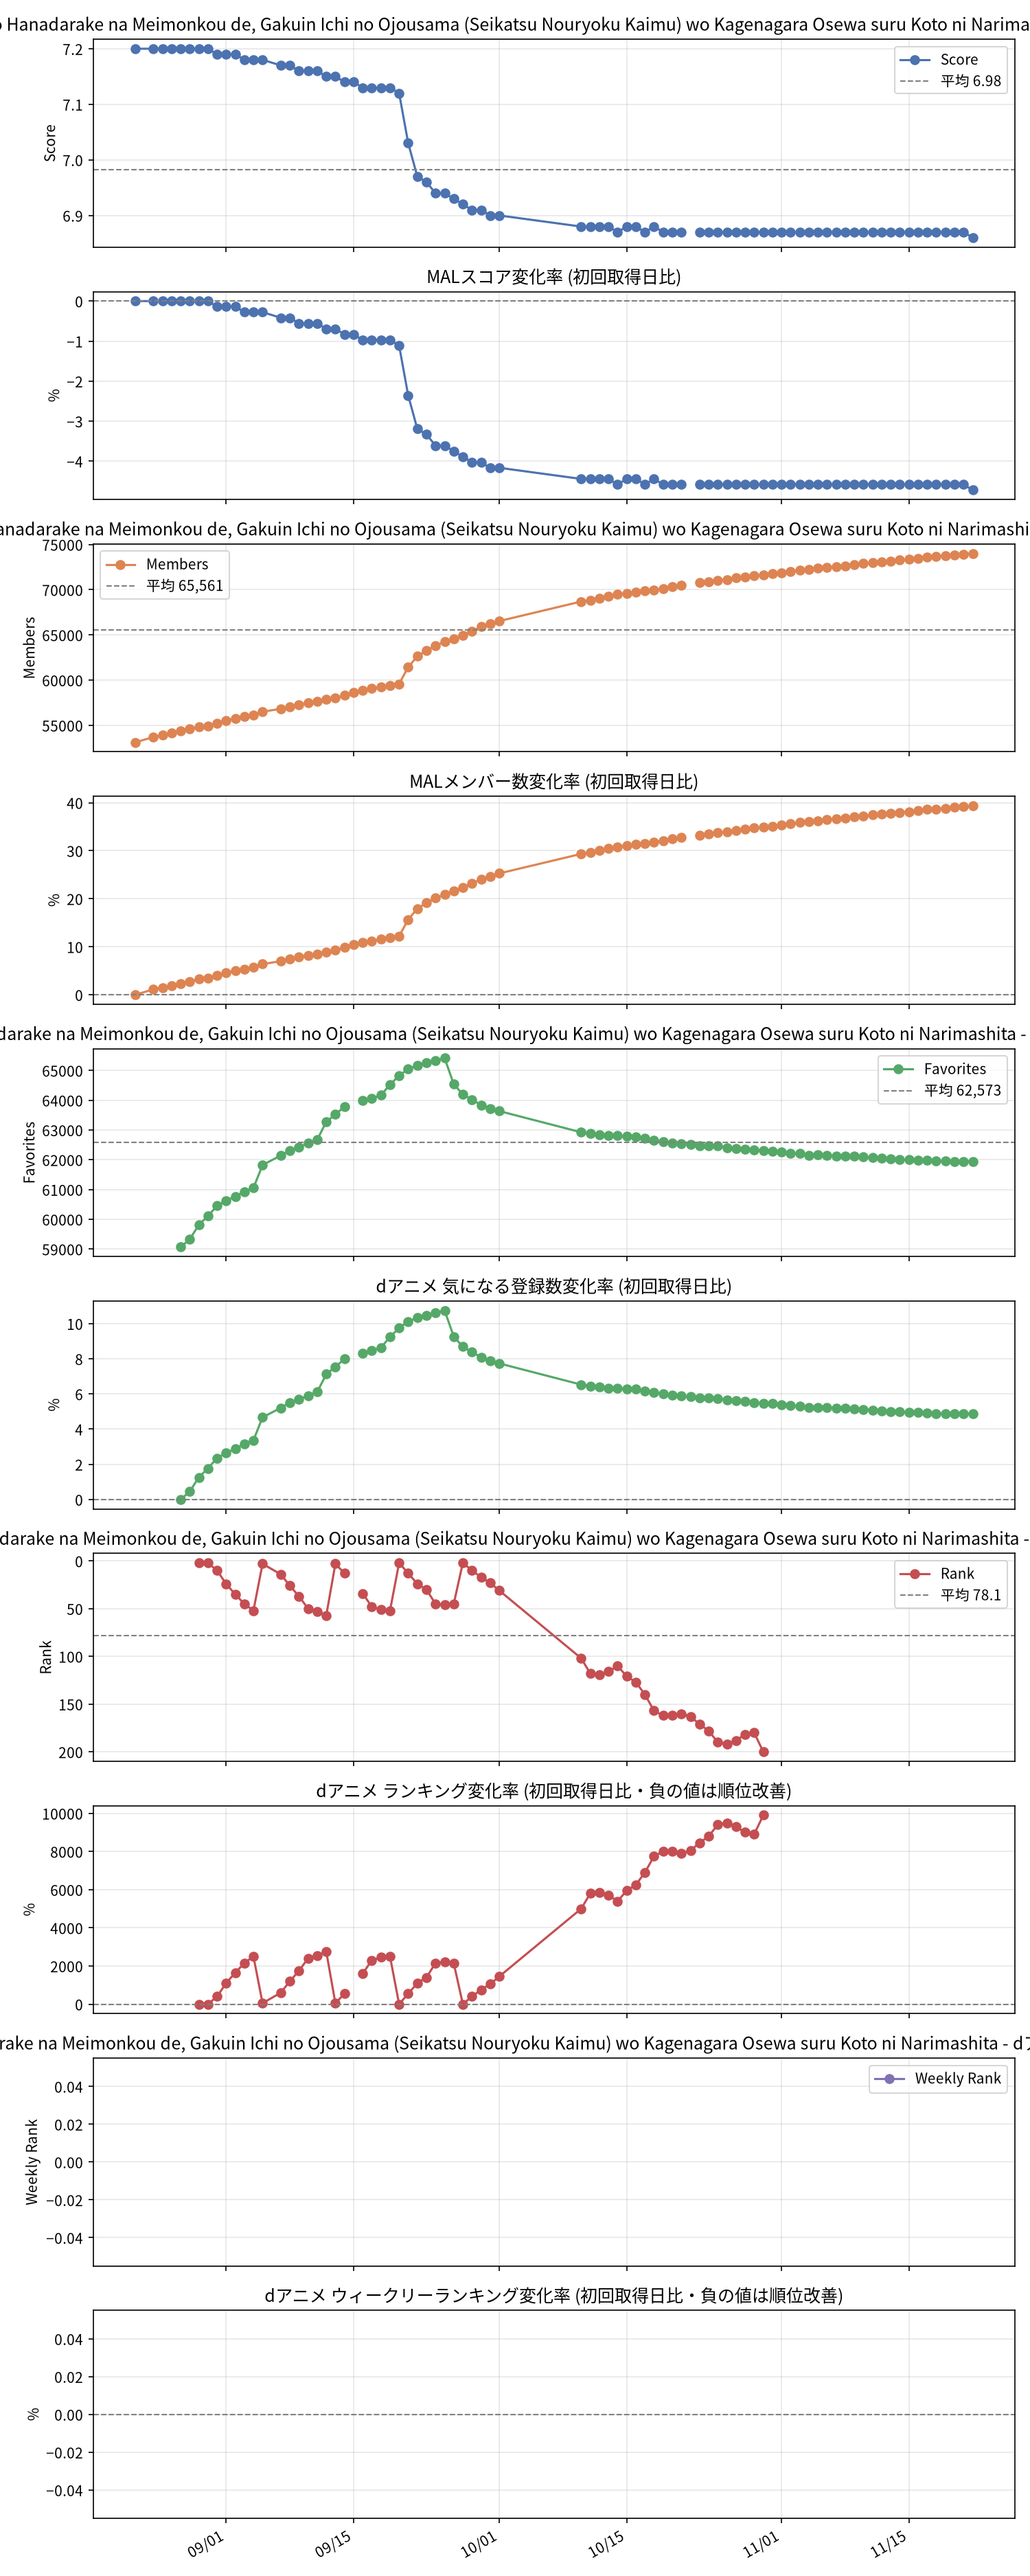 Hanadarake na Meimonkou de, Gakuin Ichi no Ojousama (Seikatsu Nouryoku Kaimu) wo Kagenagara Osewa suru Koto ni Narima
7.2
7.1
7.0
6.9
Score
Score
平均 6.98
MALスコア変化率 (初回取得日比)
0
−1
−2
−3
−4
%
anadarake na Meimonkou de, Gakuin Ichi no Ojousama (Seikatsu Nouryoku Kaimu) wo Kagenagara Osewa suru Koto ni Narimashi
75000
70000
65000
60000
55000
Members
Members
平均 65,561
MALメンバー数変化率 (初回取得日比)
40
30
20
10
0
%
darake na Meimonkou de, Gakuin Ichi no Ojousama (Seikatsu Nouryoku Kaimu) wo Kagenagara Osewa suru Koto ni Narimashita -
65000
64000
63000
62000
61000
60000
59000
Favorites
Favorites
平均 62,573
dアニメ 気になる登録数変化率 (初回取得日比)
10
8
6
4
2
0
%
darake na Meimonkou de, Gakuin Ichi no Ojousama (Seikatsu Nouryoku Kaimu) wo Kagenagara Osewa suru Koto ni Narimashita -
0
50
100
150
200
Rank
Rank
平均 78.1
dアニメ ランキング変化率 (初回取得日比・負の値は順位改善)
10000
8000
6000
4000
2000
0
%
rake na Meimonkou de, Gakuin Ichi no Ojousama (Seikatsu Nouryoku Kaimu) wo Kagenagara Osewa suru Koto ni Narimashita - d
0.04
0.02
0.00
−0.02
−0.04
Weekly Rank
Weekly Rank
dアニメ ウィークリーランキング変化率 (初回取得日比・負の値は順位改善)
0.04
0.02
0.00
−0.02
−0.04
%
09/01
09/15
10/01
10/15
11/01
11/15